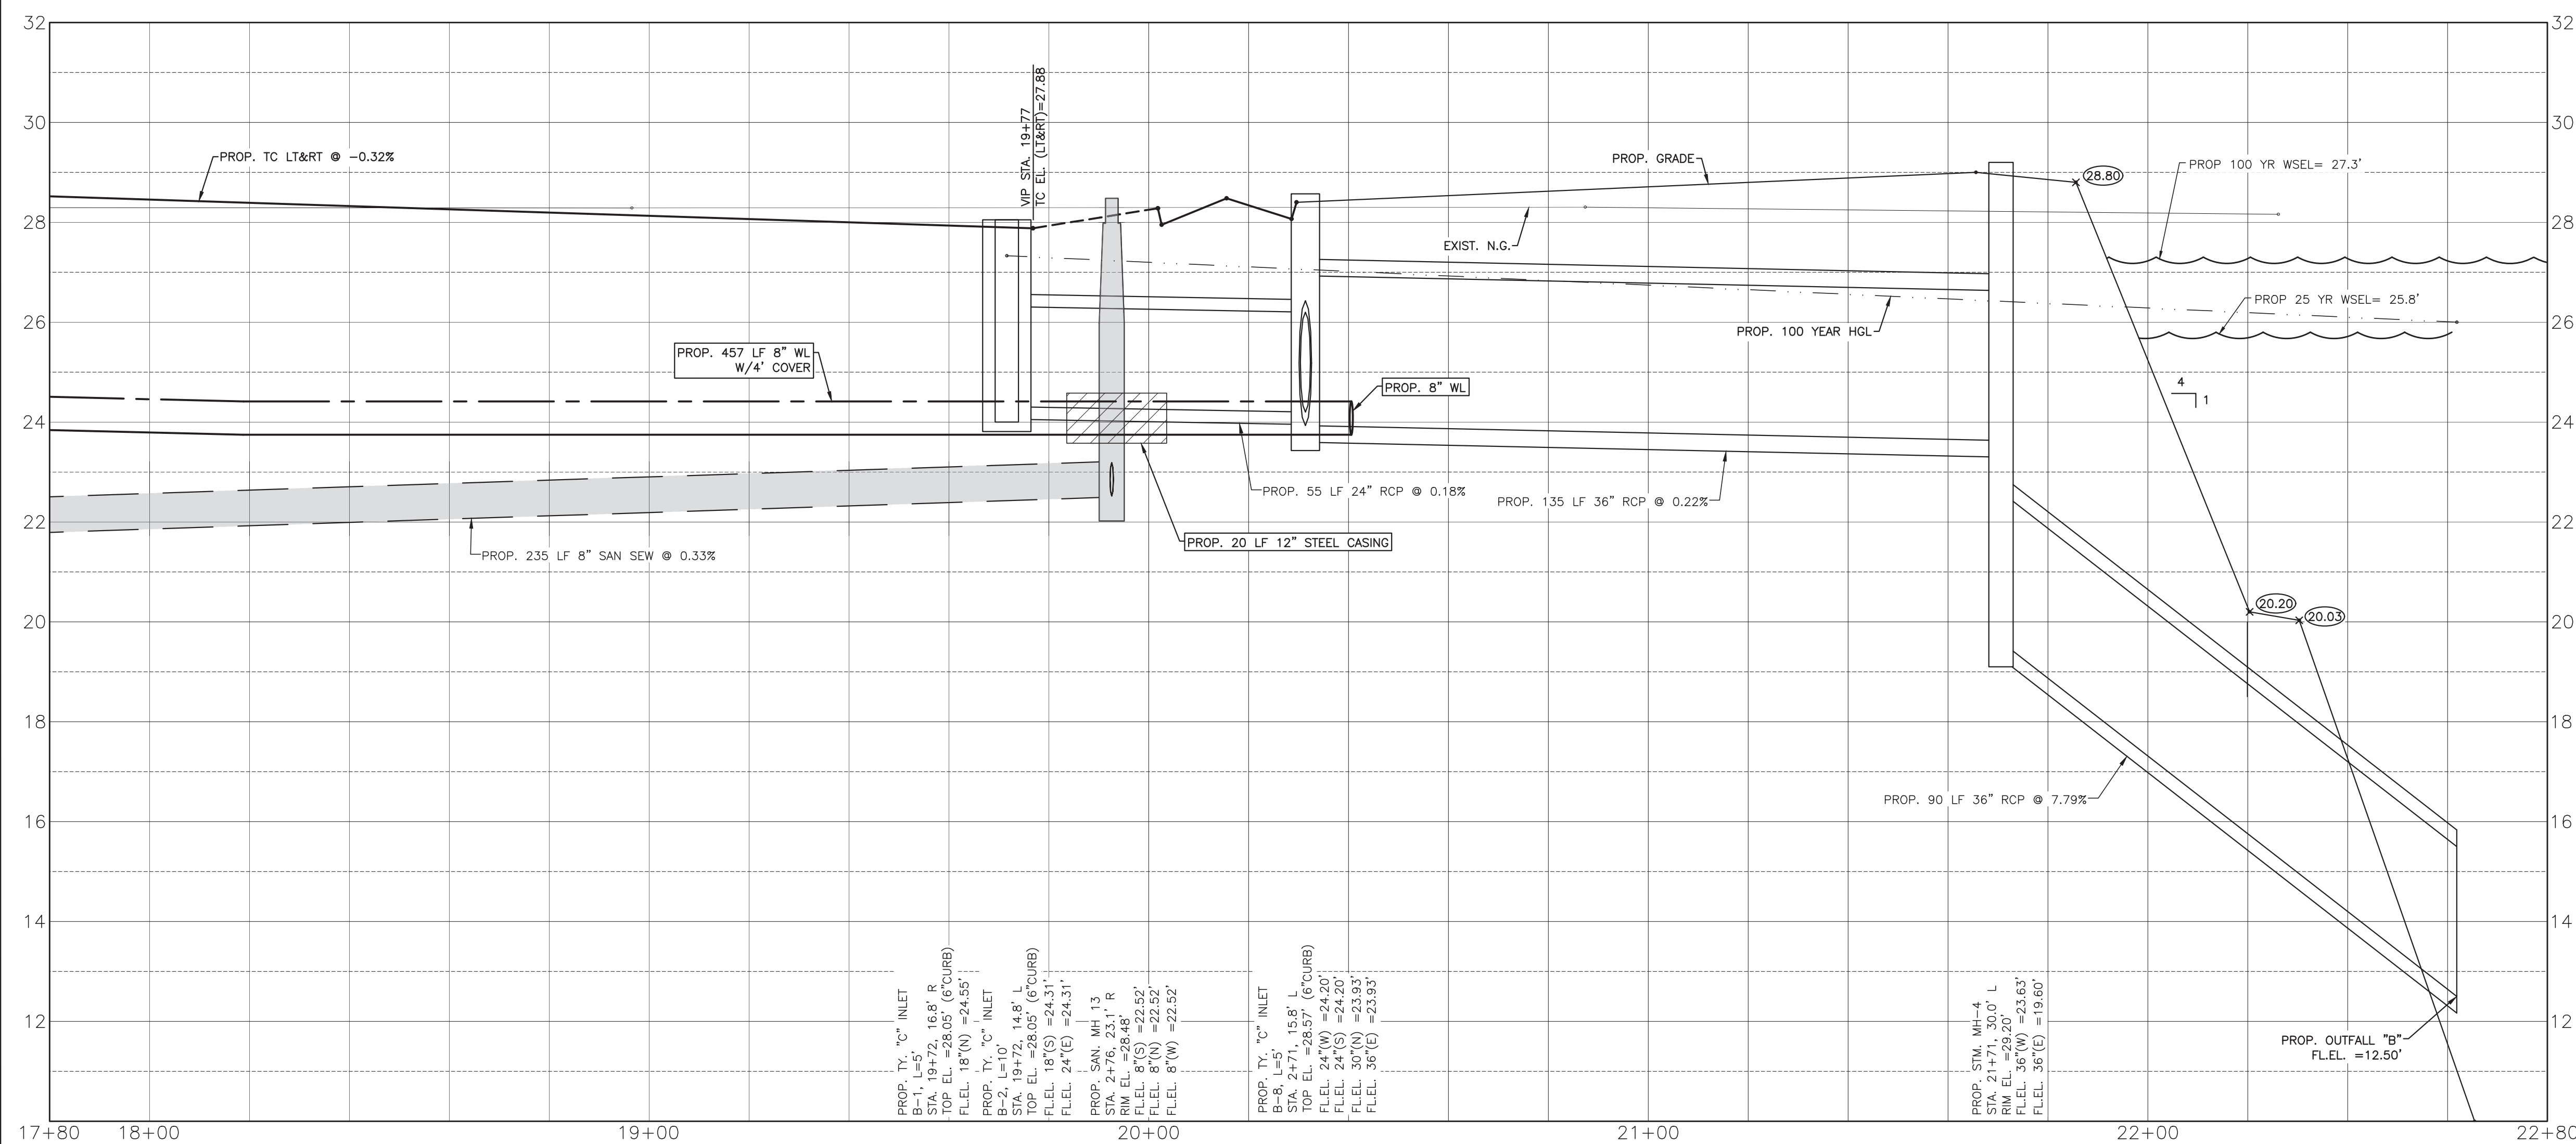 32
30
28
26
24
22
20
18
16
14
12
32
30
28
26
24
22
20
18
16
14
12
PROP. TC LT&RT @ -0.32%
VIP STA. 19+77
TC EL. (LT&RT)=27.88
PROP. GRADE
28.80
PROP 100 YR WSEL= 27.3'
EXIST. N.G.
PROP 25 YR WSEL= 25.8'
PROP. 100 YEAR HGL
PROP. 457 LF 8" WL
W/4' COVER
PROP. 8" WL
4
1
PROP. 55 LF 24" RCP @ 0.18%
PROP. 135 LF 36" RCP @ 0.22%
PROP. 20 LF 12" STEEL CASING
PROP. 235 LF 8" SAN SEW @ 0.33%
20.20
20.03
PROP. 90 LF 36" RCP @ 7.79%
PROP. OUTFALL "B"
FL.EL. =12.50'
PROP. TY. "C" INLET
B-1, L=5'
STA. 19+72, 16.8' R
TOP EL. =28.05' (6"CURB)
FL.EL. 18"(N) =24.55'
PROP. TY. "C" INLET
B-2, L=10'
STA. 19+72, 14.8' L
TOP EL. =28.05' (6"CURB)
FL.EL. 18"(S) =24.31'
FL.EL. 24"(E) =24.31'
PROP. SAN. MH 13
STA. 2+76, 23.1' R
RIM EL. =28.48'
FL.EL. 8"(S) =22.52'
FL.EL. 8"(N) =22.52'
FL.EL. 8"(W) =22.52'
PROP. TY. "C" INLET
B-8, L=5'
STA. 2+71, 15.8' L
TOP EL. =28.57' (6"CURB)
FL.EL. 24"(W) =24.20'
FL.EL. 24"(S) =24.20'
FL.EL. 30"(N) =23.93'
FL.EL. 36"(E) =23.93'
PROP. STM. MH-4
STA. 21+71, 30.0' L
RIM EL. =29.20'
FL.EL. 36"(W) =23.63'
FL.EL. 36"(E) =19.60'
17+80 18+00 19+00 20+00 21+00 22+00 22+80